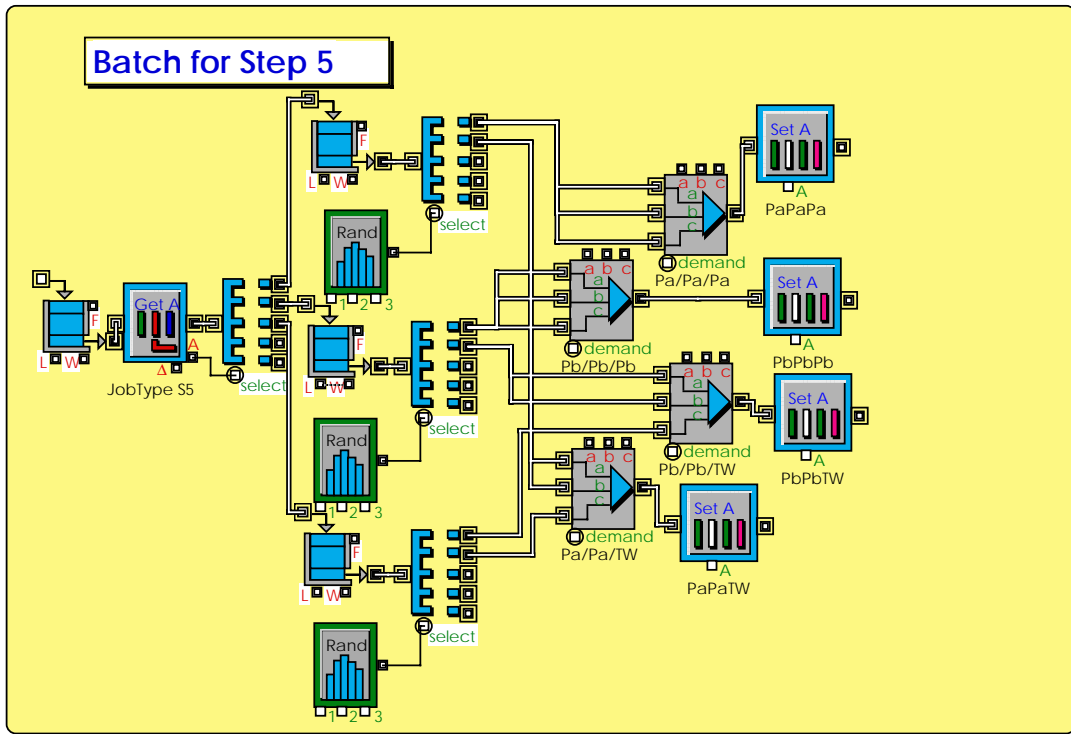 Batch for Step 5
F
L W
select
Rand
1 2 3
Set A
A
PaPaPa
a b c
a
b
c
demand
Pa/Pa/Pa
F
L W
Get A
A
Δ
JobType S5
select
F
L W
select
Rand
1 2 3
a b c
a
b
c
demand
Pb/Pb/Pb
Set A
A
PbPbPb
a b c
a
b
c
demand
Pb/Pb/TW
Set A
A
PbPbTW
a b c
a
b
c
demand
Pa/Pa/TW
Set A
A
PaPaTW
F
L W
select
Rand
1 2 3